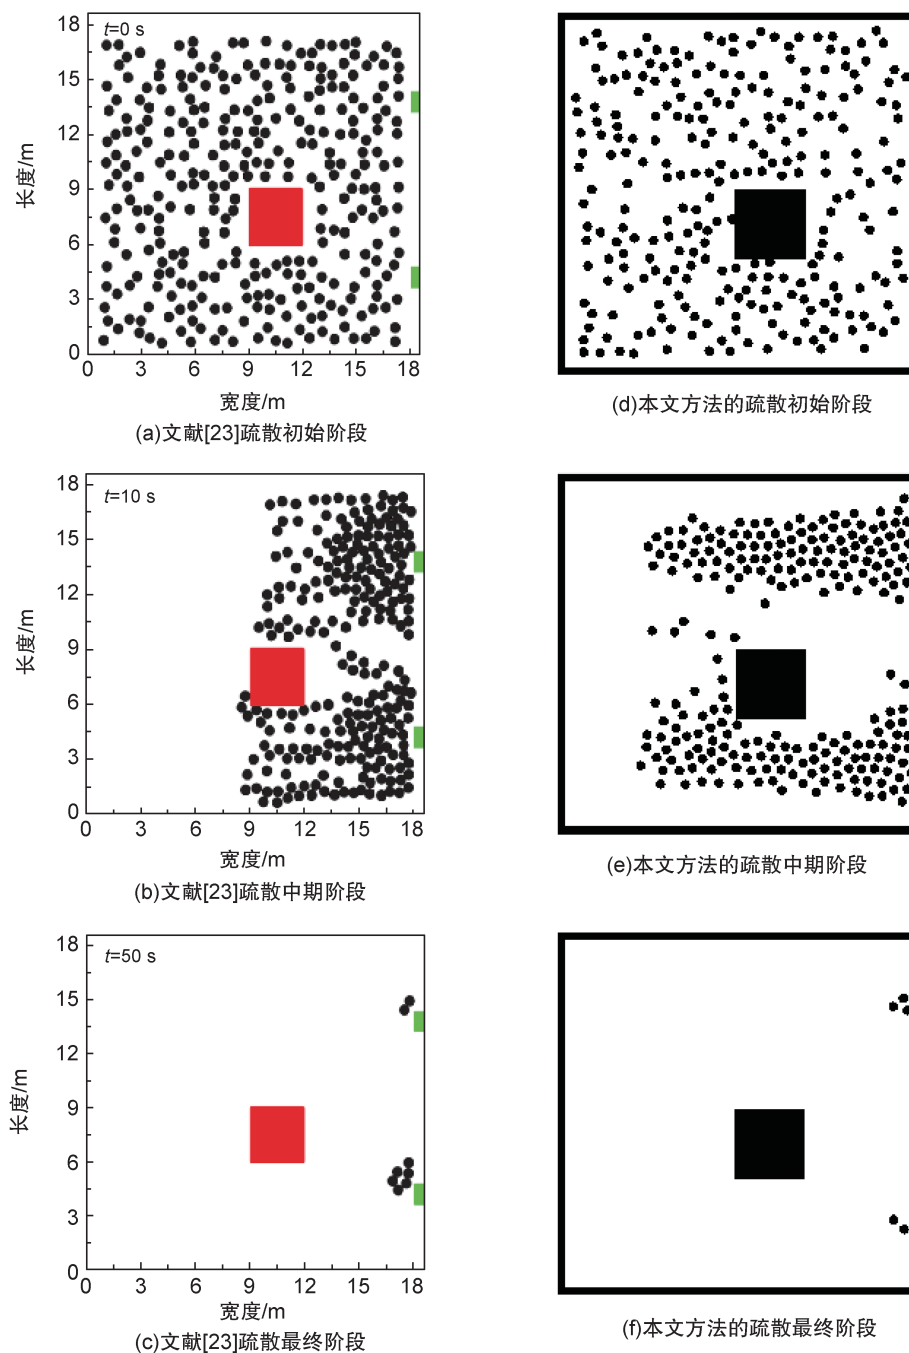 t=0 s
18
15
12
9
6
3
0
长度/m
0 3 6 9 12 15 18
宽度/m
(a)文献[23]疏散初始阶段
(d)本文方法的疏散初始阶段
t=10 s
18
15
12
9
6
3
0
长度/m
0 3 6 9 12 15 18
宽度/m
(b)文献[23]疏散中期阶段
(e)本文方法的疏散中期阶段
t=50 s
18
15
12
9
6
3
0
长度/m
0 3 6 9 12 15 18
宽度/m
(c)文献[23]疏散最终阶段
(f)本文方法的疏散最终阶段